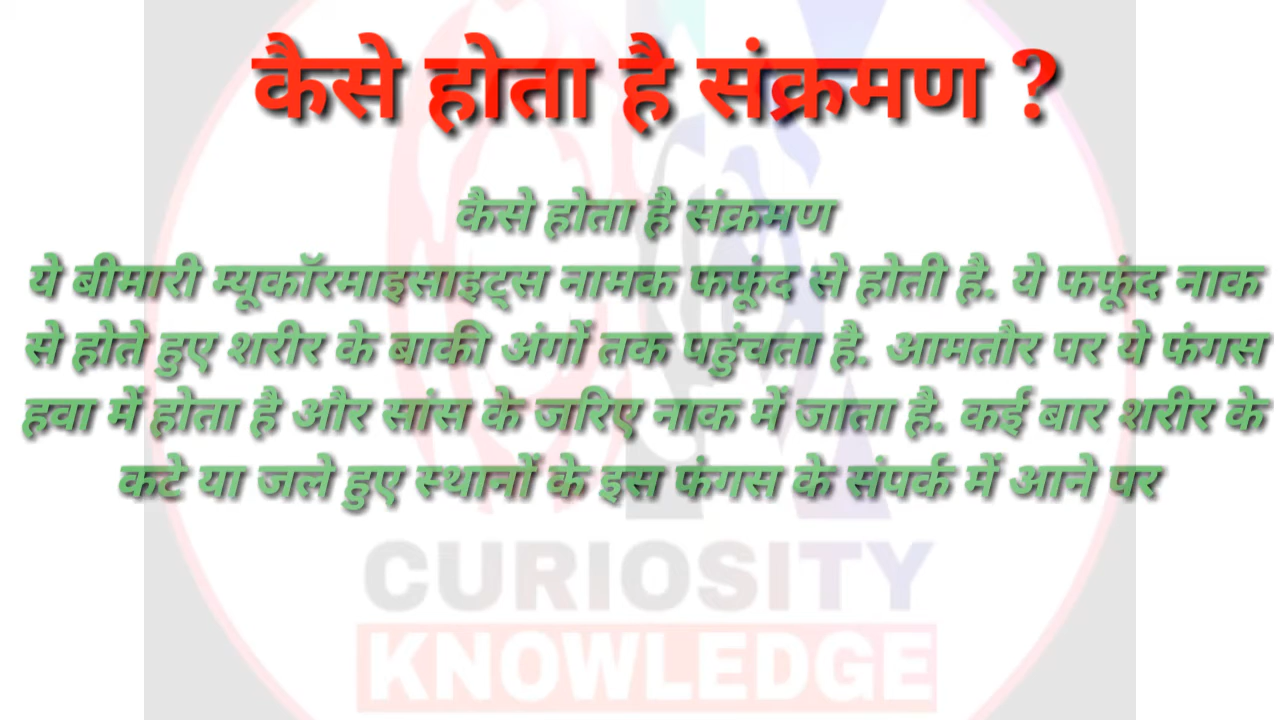 कैसे होता है संक्रमण ?
कैसे होता है संक्रमण
ये बीमारी म्यूकॉरमाइसाइट्स नामक फफूंद से होती है. ये फफूंद नाक
से होते हुए शरीर के बाकी अंगों तक पहुंचता है. आमतौर पर ये फंगस
हवा में होता है और सांस के जरिए नाक में जाता है. कई बार शरीर के
कटे या जले हुए स्थानों के इस फंगस के संपर्क में आने पर
CURIOSITY
KNOWLEDGE